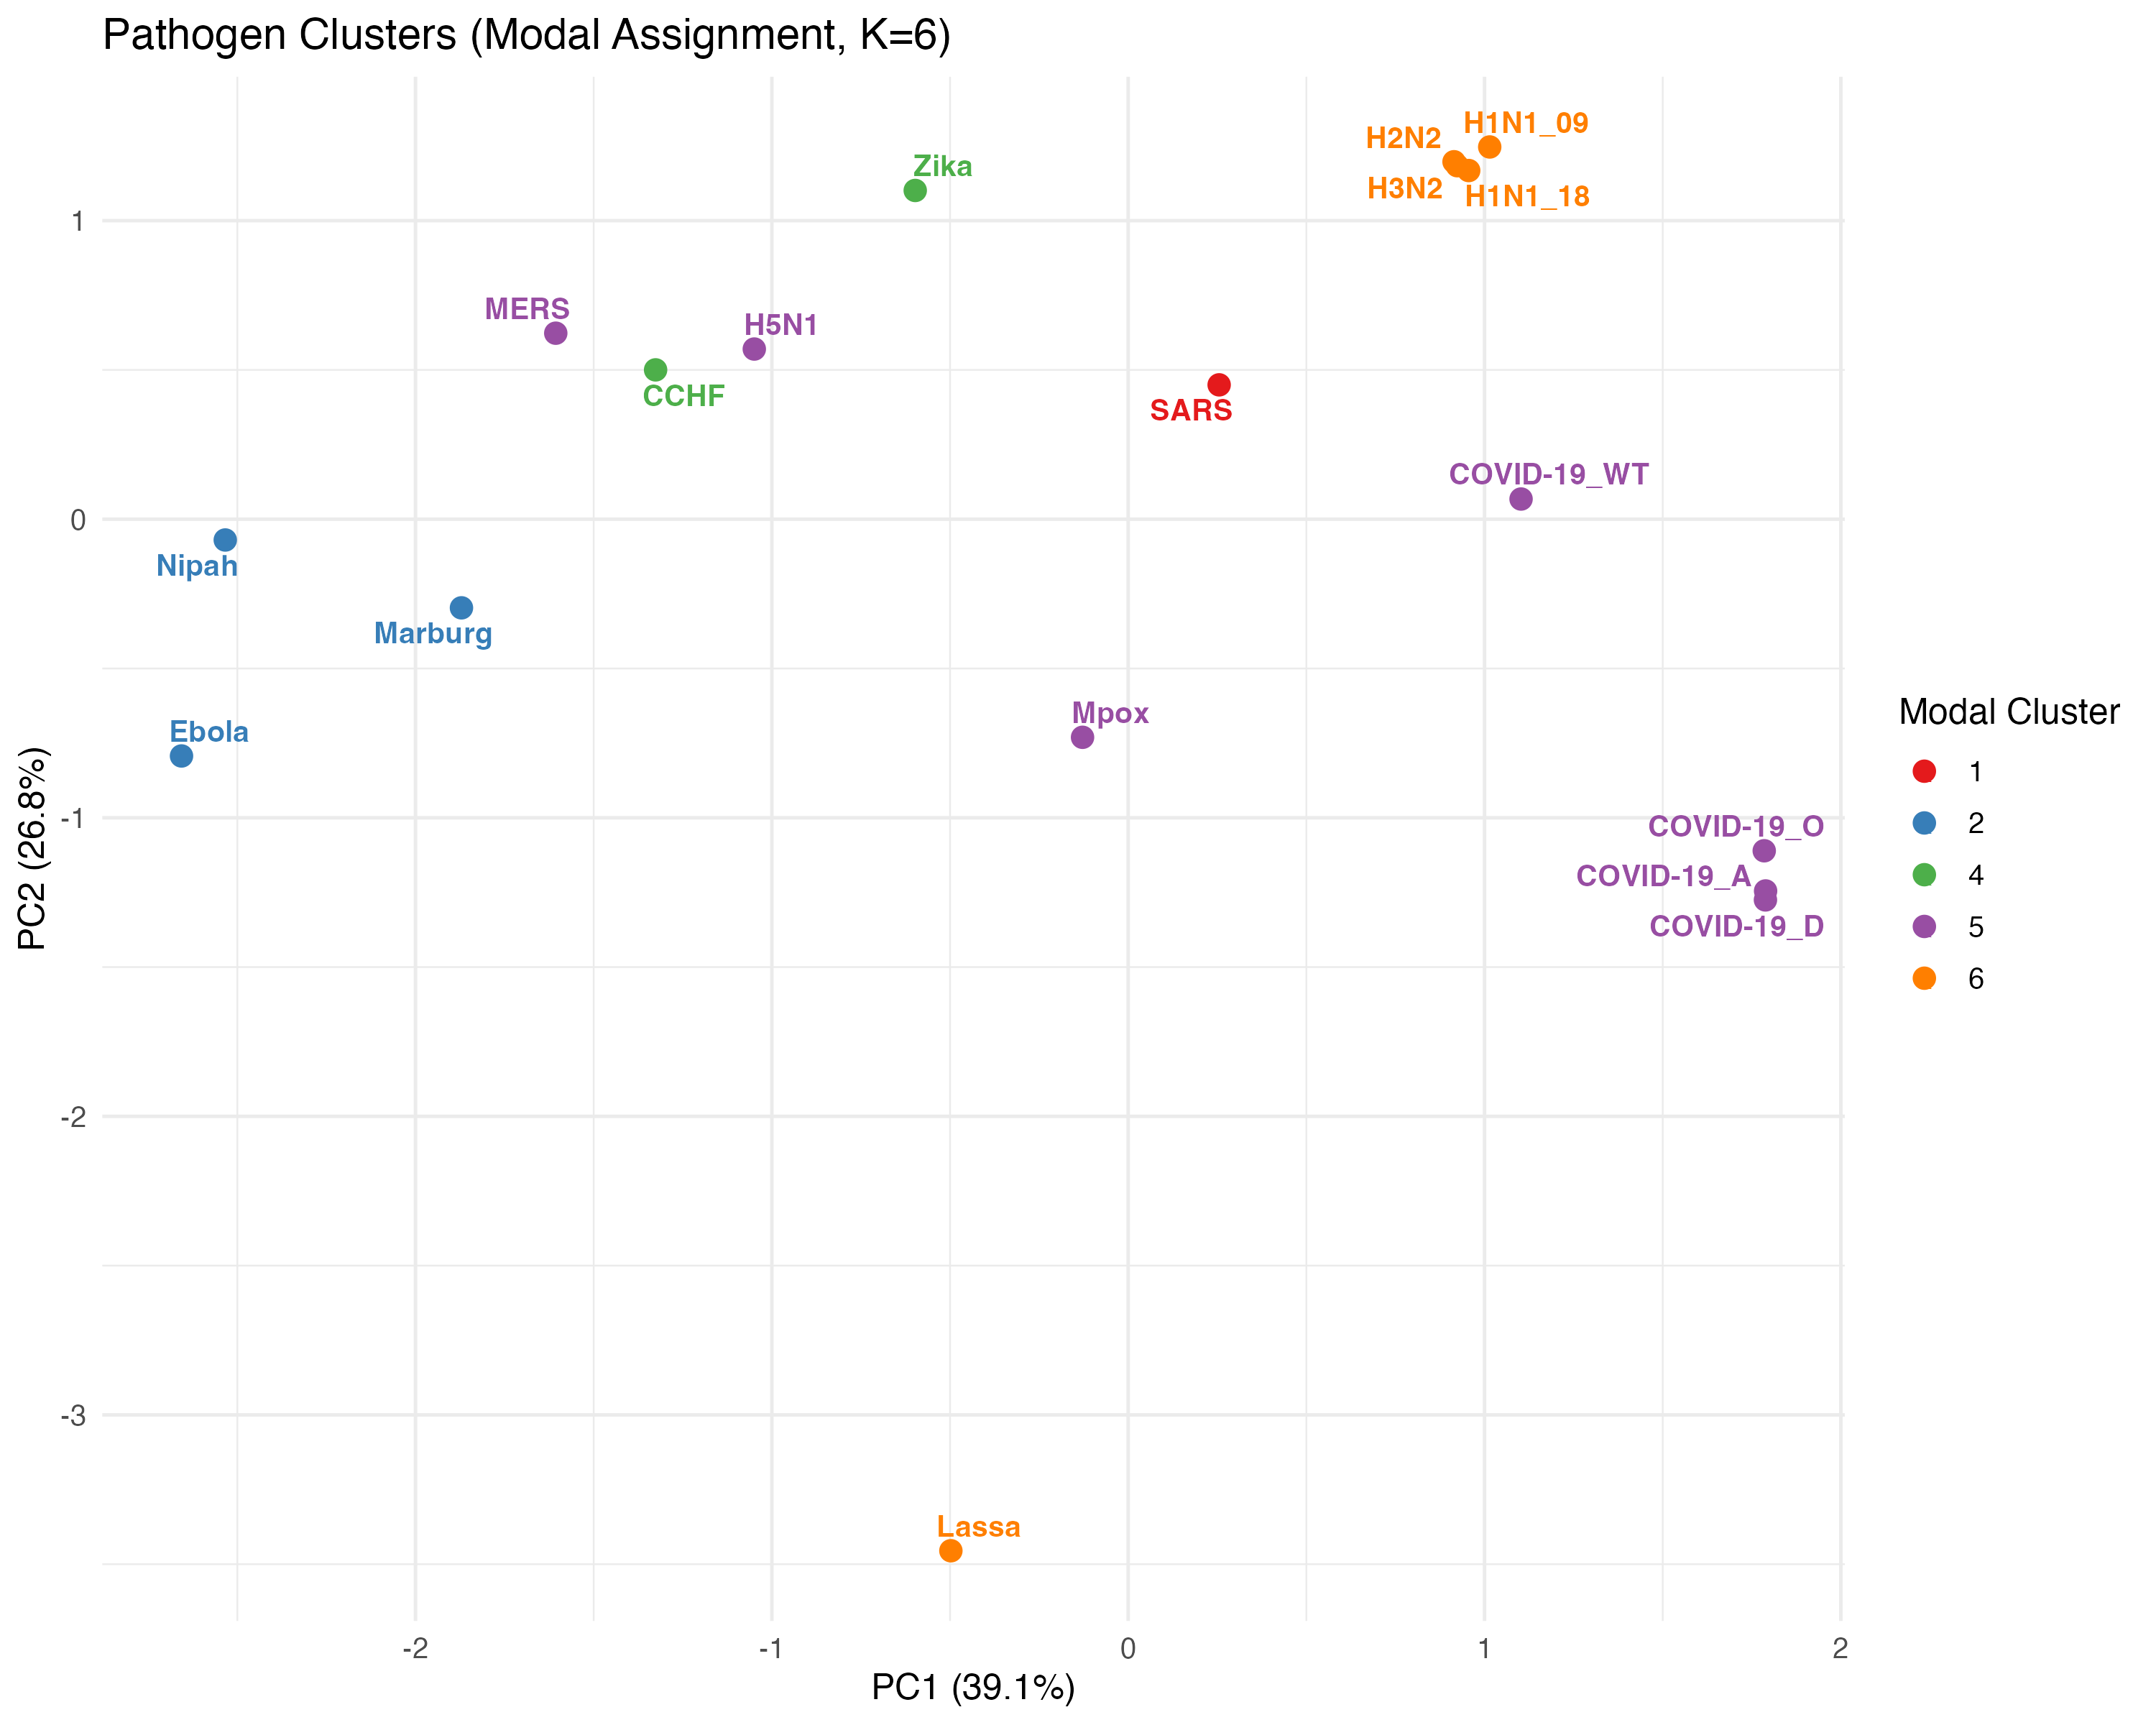 Pathogen Clusters (Modal Assignment, K=6)
H1N1_09
H2N2
Zika
H3N2
H1N1_18
1
MERS
H5N1
CCHF
SARS
COVID-19_WT
0
Nipah
Marburg
Mpox
Ebola
Modal Cluster
1
2
4
5
6
-1
COVID-19_O
COVID-19_A
COVID-19_D
PC2 (26.8%)
-2
-3
Lassa
-2
-1
0
1
2
PC1 (39.1%)